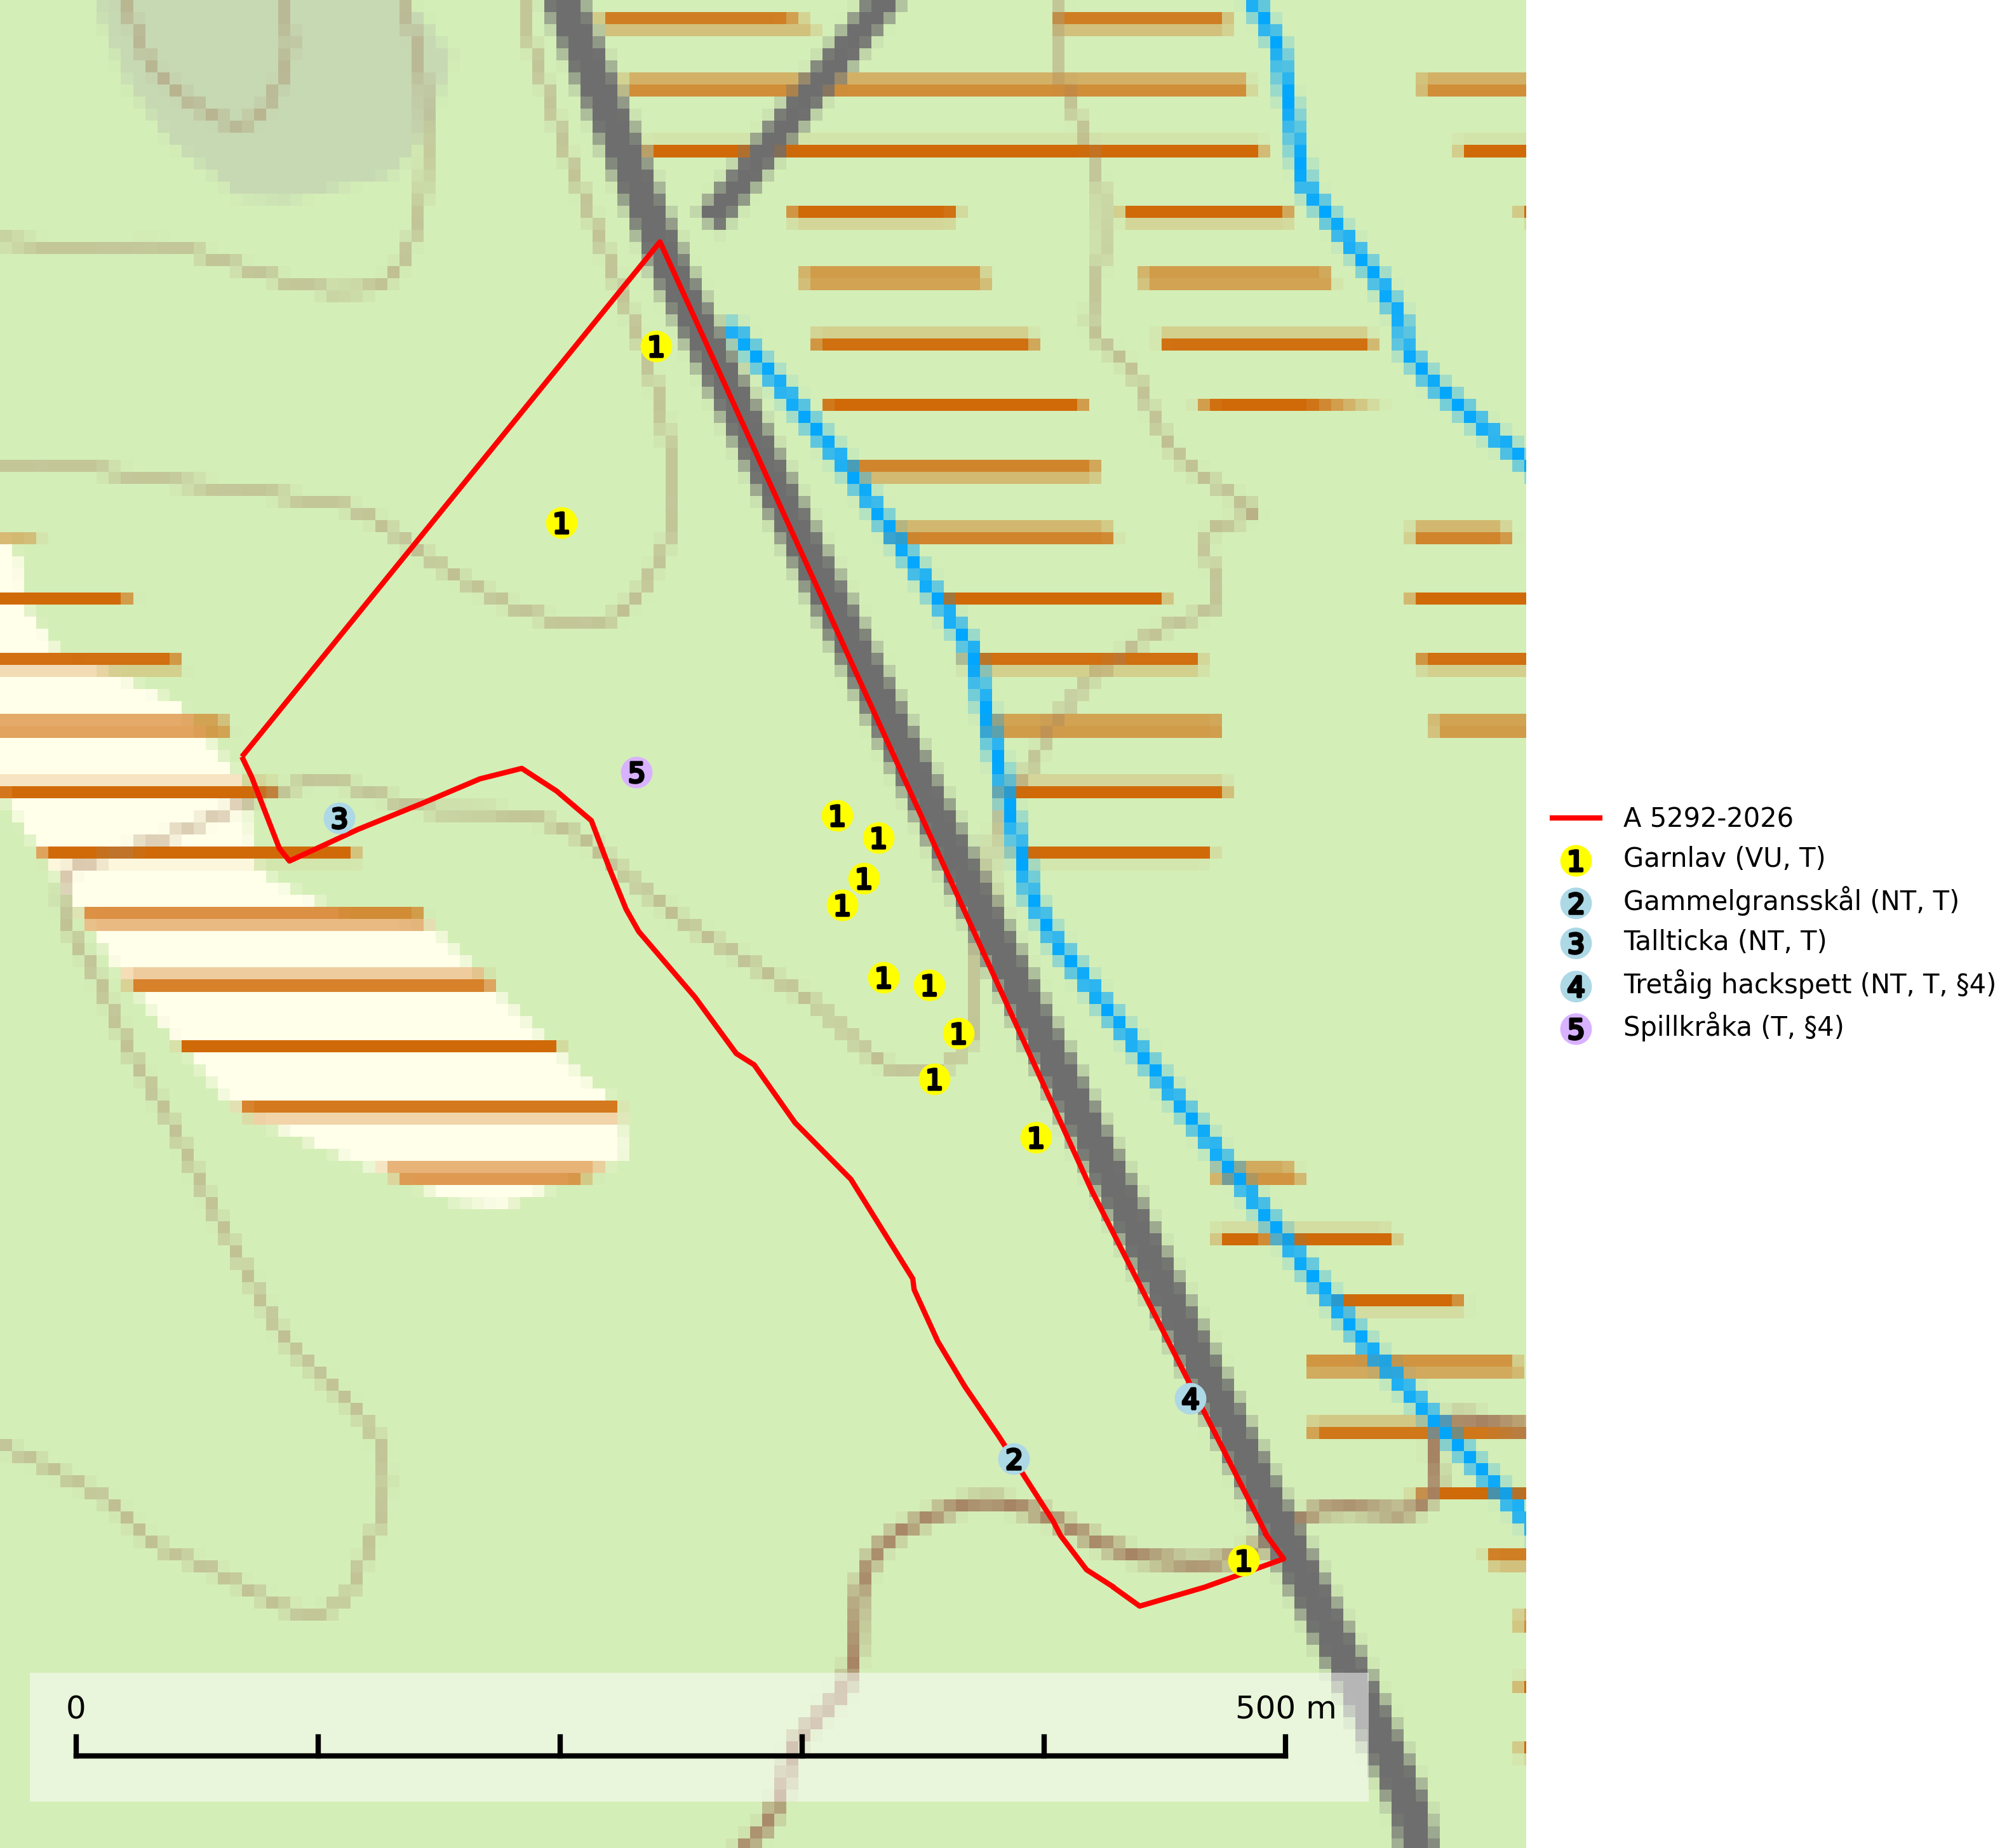 1
1
5
3
1
1
1
1
1
1
1
1
1
4
2
1
0
500 m
A 5292-2026
1 Garnlav (VU, T)
2 Gammelgransskål (NT, T)
3 Tallticka (NT, T)
4 Tretåig hackspett (NT, T, §4)
5 Spillkråka (T, §4)